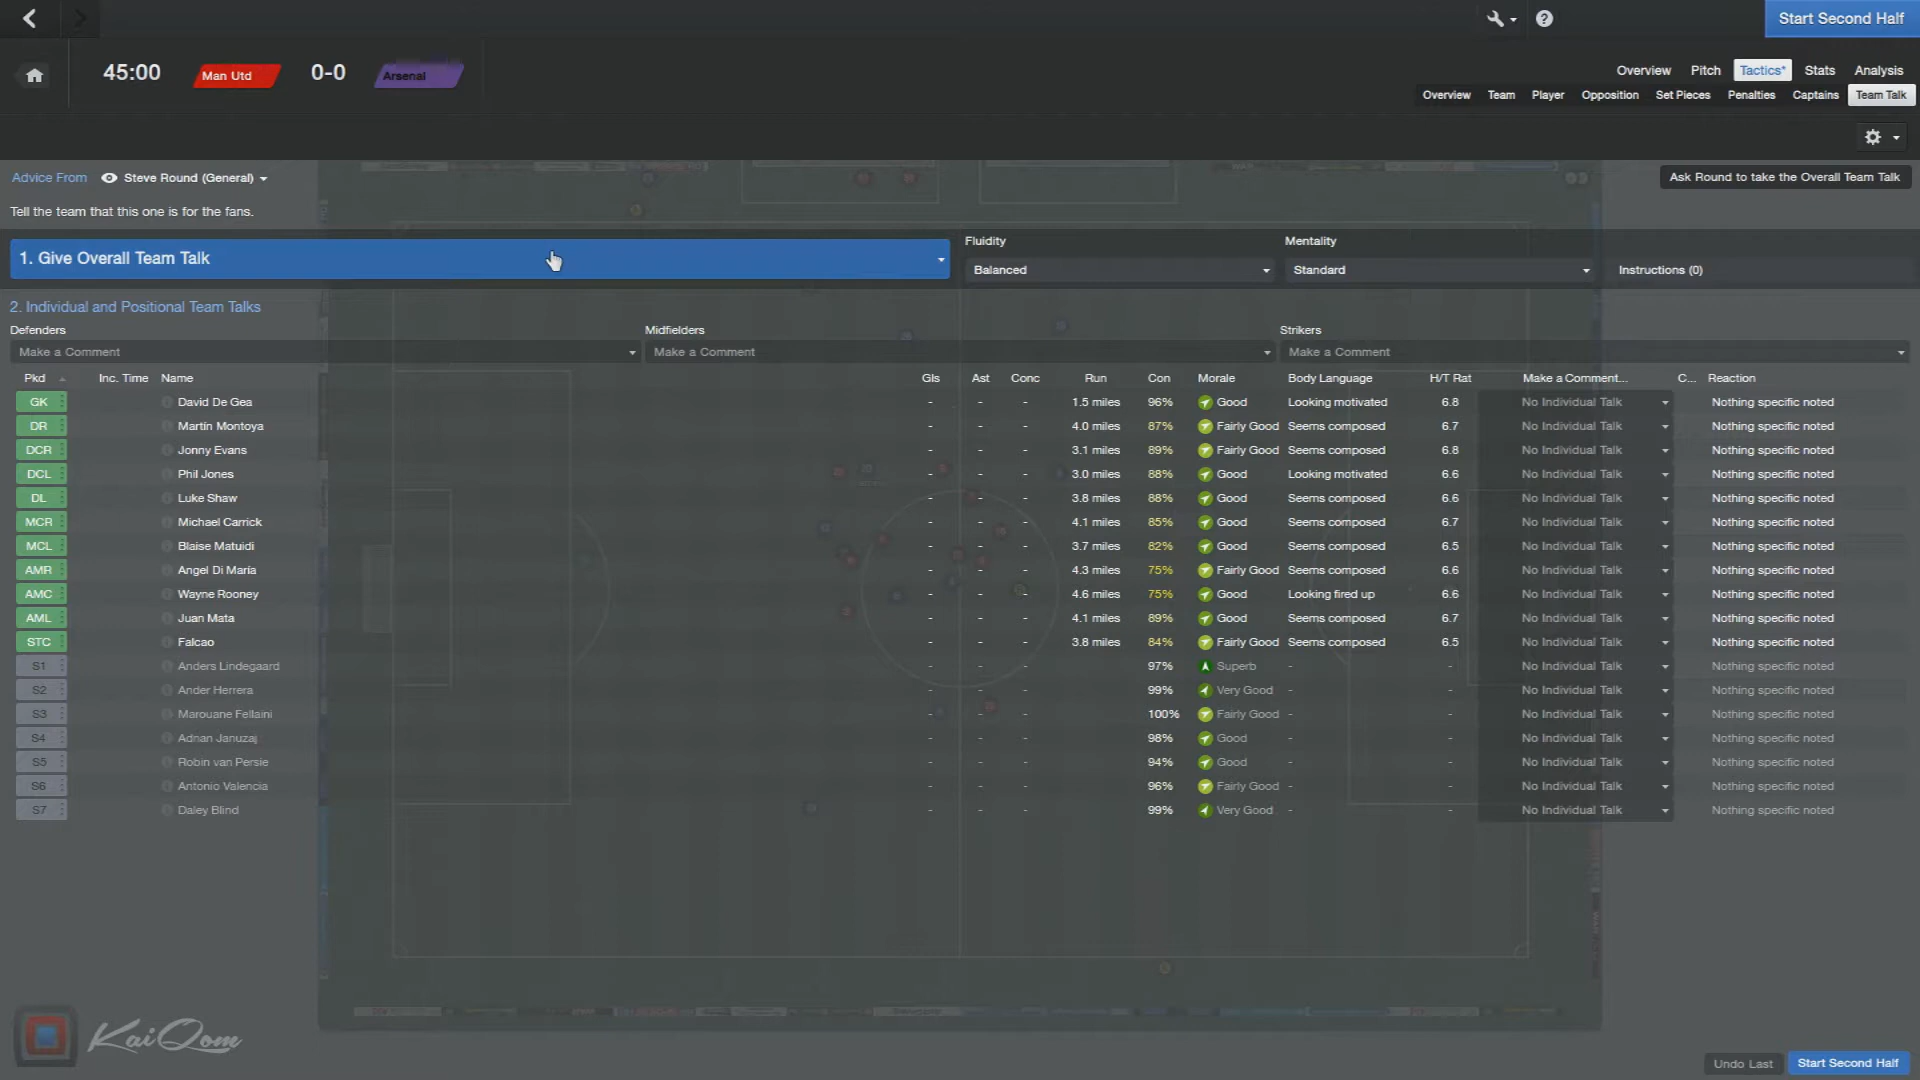 Start Second Half
45:00 Man Utd 0-0 Arsenal
Overview Pitch Tactics* Stats Analysis
Overview Team Player Opposition Set Pieces Penalties Captains Team Talk
Advice From Steve Round (General)
Ask Round to take the Overall Team Talk
Tell the team that this one is for the fans.
1. Give Overall Team Talk
Fluidity Mentality
Balanced Standard Instructions (0)
2. Individual and Positional Team Talks
Defenders Midfielders Strikers
Make a Comment Make a Comment Make a Comment
Pkd Inc. Time Name Gls Ast Conc Run Con Morale Body Language H/T Rat Make a Comment... C... Reaction
GK David De Gea - - - 1.5 miles 96% Good Looking motivated 6.8 No Individual Talk Nothing specific noted
DR Martín Montoya - - - 4.0 miles 87% Fairly Good Seems composed 6.7 No Individual Talk Nothing specific noted
DCR Jonny Evans - - - 3.1 miles 89% Fairly Good Seems composed 6.8 No Individual Talk Nothing specific noted
DCL Phil Jones - - - 3.0 miles 88% Good Looking motivated 6.6 No Individual Talk Nothing specific noted
DL Luke Shaw - - - 3.8 miles 88% Good Seems composed 6.6 No Individual Talk Nothing specific noted
MCR Michael Carrick - - - 4.1 miles 85% Good Seems composed 6.7 No Individual Talk Nothing specific noted
MCL Blaise Matuidi - - - 3.7 miles 82% Good Seems composed 6.5 No Individual Talk Nothing specific noted
AMR Angel Di María - - - 4.3 miles 75% Fairly Good Seems composed 6.6 No Individual Talk Nothing specific noted
AMC Wayne Rooney - - - 4.6 miles 75% Good Looking fired up 6.6 No Individual Talk Nothing specific noted
AML Juan Mata - - - 4.1 miles 89% Good Seems composed 6.7 No Individual Talk Nothing specific noted
STC Falcao - - - 3.8 miles 84% Fairly Good Seems composed 6.5 No Individual Talk Nothing specific noted
S1 Anders Lindegaard - - - 97% Superb - - No Individual Talk Nothing specific noted
S2 Ander Herrera - - - 99% Very Good - - No Individual Talk Nothing specific noted
S3 Marouane Fellaini - - - 100% Fairly Good - - No Individual Talk Nothing specific noted
S4 Adnan Januzaj - - - 98% Good - - No Individual Talk Nothing specific noted
S5 Robin van Persie - - - 94% Good - - No Individual Talk Nothing specific noted
S6 Antonio Valencia - - - 96% Fairly Good - - No Individual Talk Nothing specific noted
S7 Daley Blind - - - 99% Very Good - - No Individual Talk Nothing specific noted
KaiQom
Undo Last Start Second Half